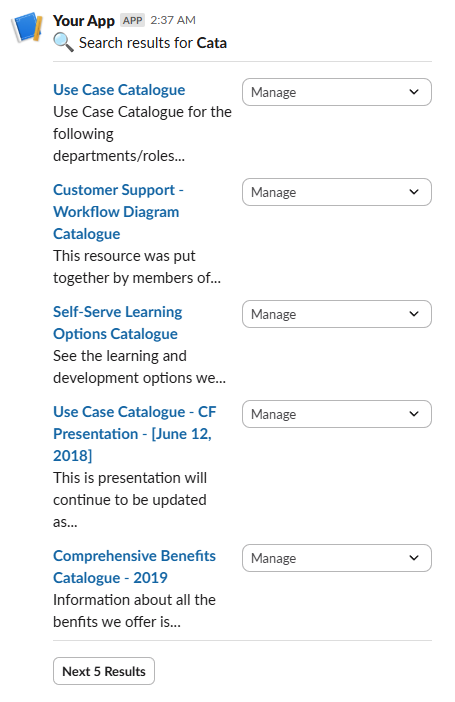 Your App APP 2:37 AM
Search results for Cata
Use Case Catalogue
Manage
Use Case Catalogue for the
following
departments/roles...
Customer Support -
Manage
Workflow Diagram
Catalogue
This resource was put
together by members of...
Self-Serve Learning
Manage
Options Catalogue
See the learning and
development options we...
Use Case Catalogue - CF
Manage
Presentation - [June 12,
2018]
This is presentation will
continue to be updated
as...
Comprehensive Benefits
Manage
Catalogue - 2019
Information about all the
benfits we offer is...
Next 5 Results